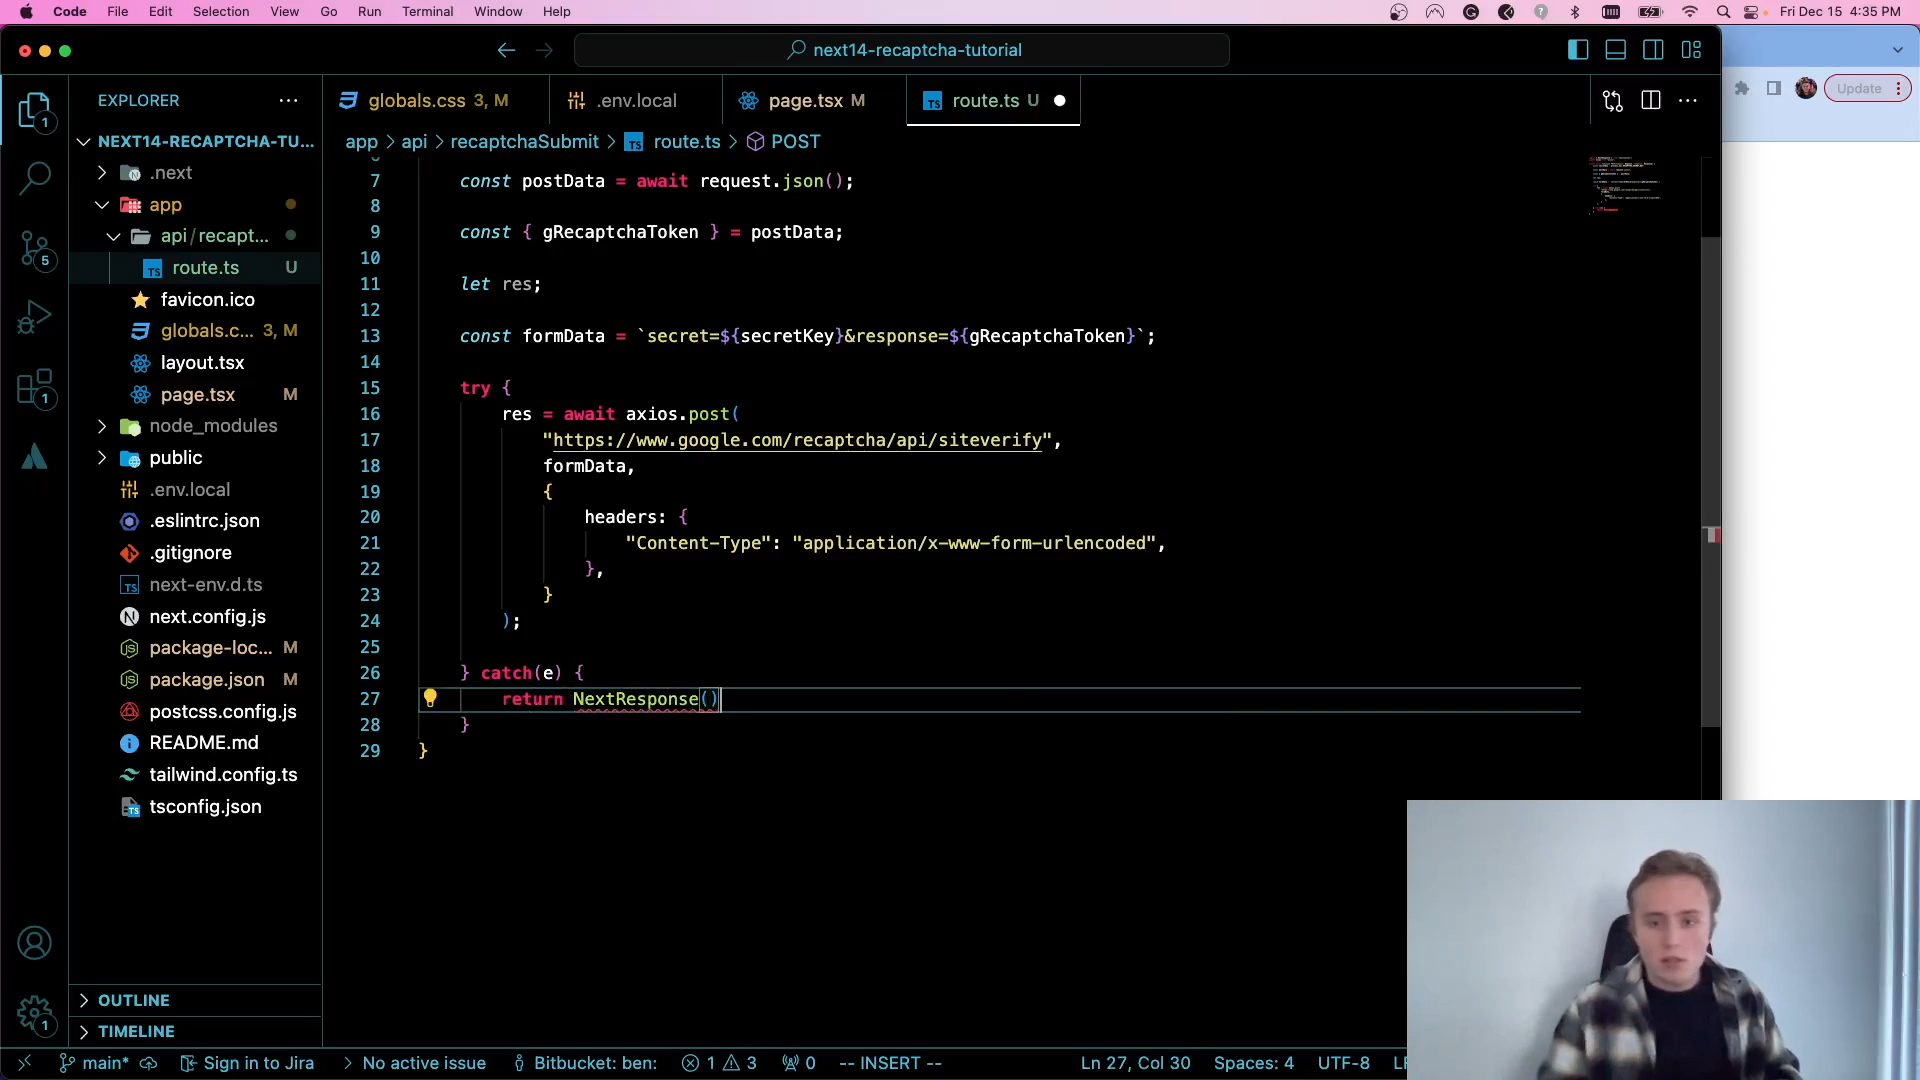 Code File Edit Selection View Go Run Terminal Window Help Fri Dec 15 4:35 PM
next14-recaptcha-tutorial
Update
EXPLORER
NEXT14-RECAPTCHA-TU...
.next
app
api/recapt...
route.ts U
favicon.ico
globals.c... 3, M
layout.tsx
page.tsx M
node_modules
public
.env.local
.eslintrc.json
.gitignore
next-env.d.ts
next.config.js
package-loc... M
package.json M
postcss.config.js
README.md
tailwind.config.ts
tsconfig.json
OUTLINE
TIMELINE
globals.css 3, M .env.local page.tsx M route.ts U
app > api > recaptchaSubmit > route.ts > POST
7 const postData = await request.json();
8
9 const { gRecaptchaToken } = postData;
10
11 let res;
12
13 const formData = `secret=${secretKey}&response=${gRecaptchaToken}`;
14
15 try {
16 res = await axios.post(
17 "https://www.google.com/recaptcha/api/siteverify",
18 formData,
19 {
20 headers: {
21 "Content-Type": "application/x-www-form-urlencoded",
22 },
23 }
24 );
25
26 } catch(e) {
27 return NextResponse()
28 }
29 }
main* Sign in to Jira No active issue Bitbucket: ben: 1 3 0 -- INSERT -- Ln 27, Col 30 Spaces: 4 UTF-8